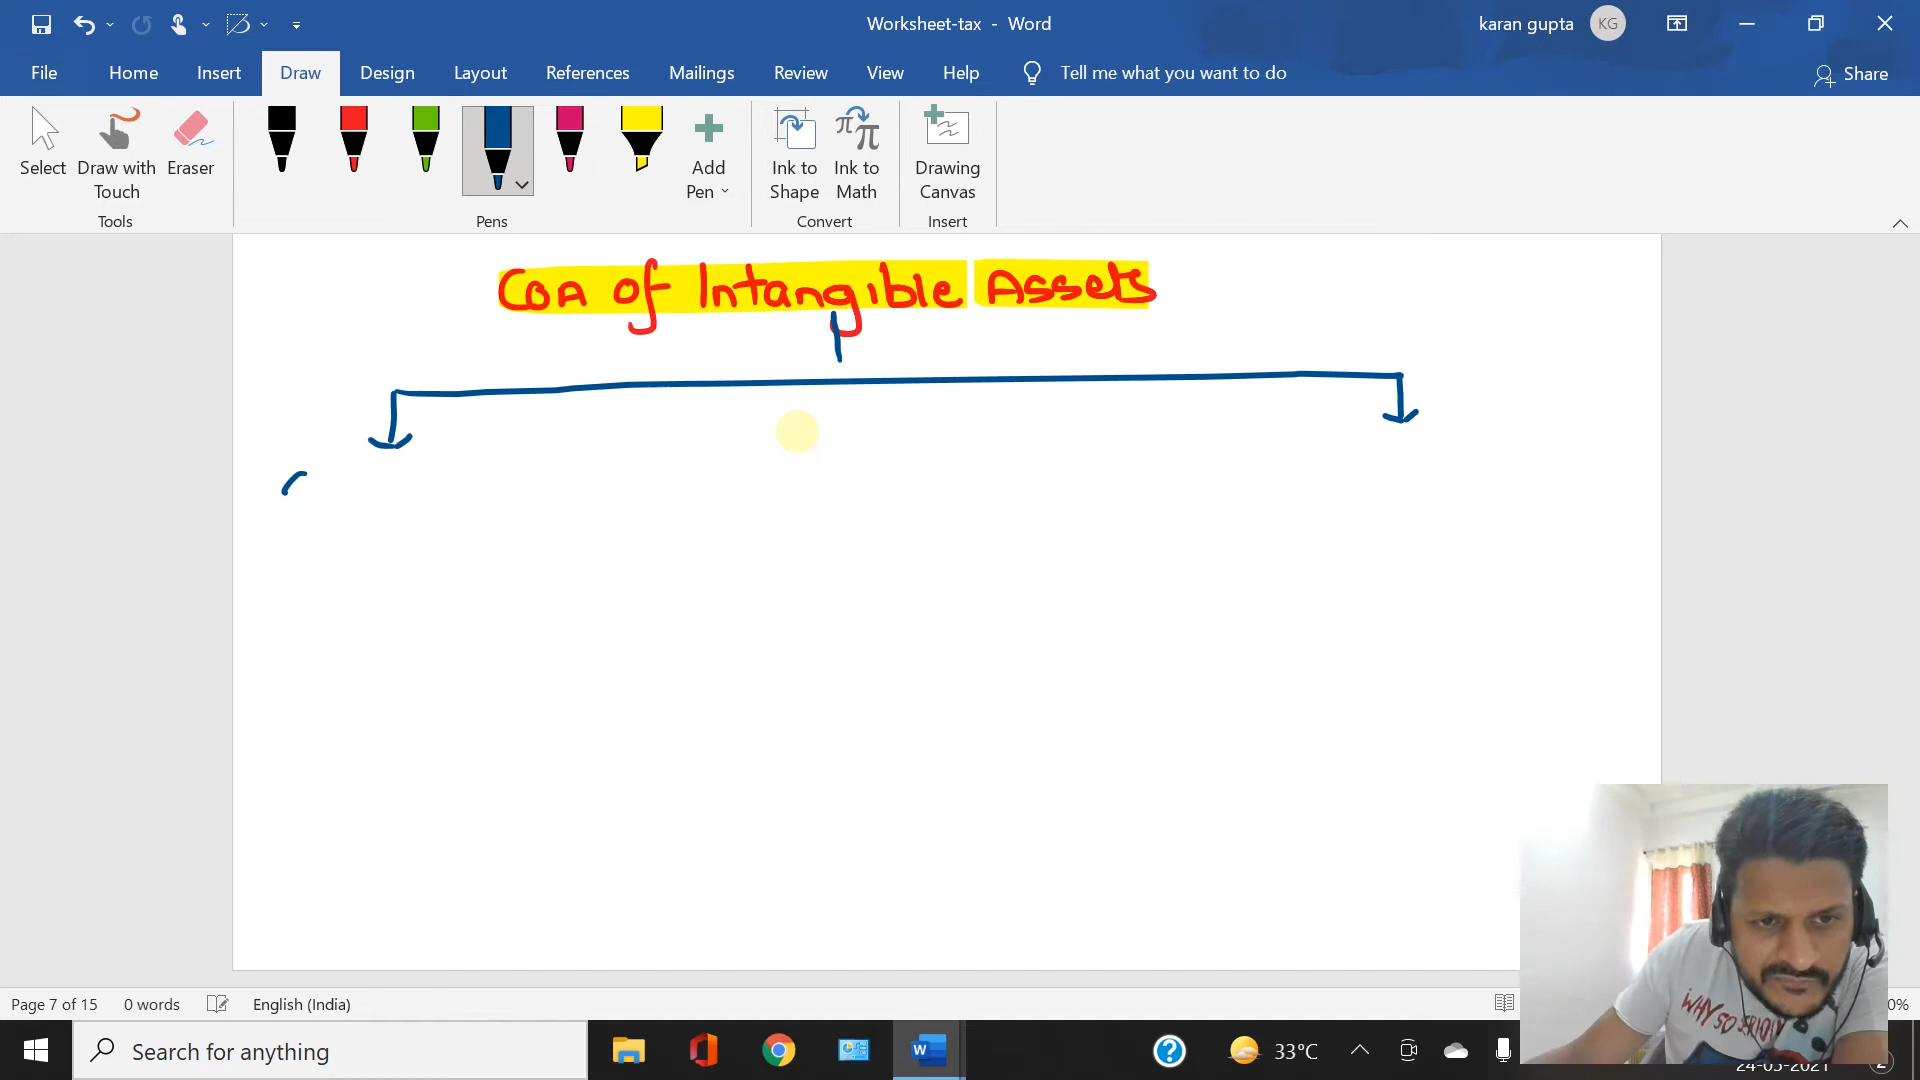 Worksheet-tax - Word
karan gupta KG
File Home Insert Draw Design Layout References Mailings Review View Help Tell me what you want to do Share
Select Draw with Touch Eraser Add Pen Ink to Shape Ink to Math Drawing Canvas
Tools Pens Convert Insert
COA of Intangible Assets
WHY SO
Page 7 of 15 0 words English (India) 0%
Search for anything W 33°C